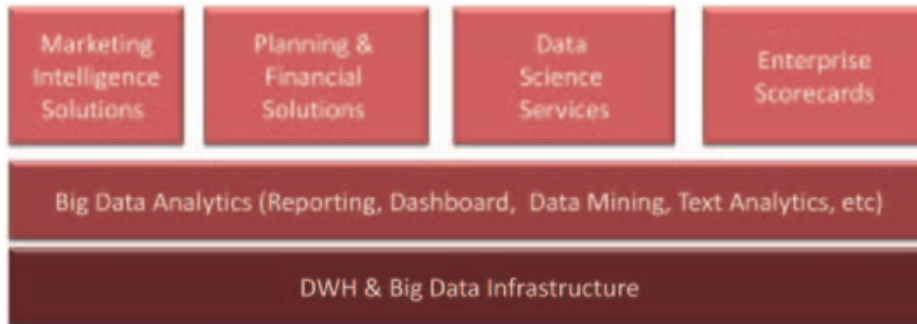 Marketing
Intelligence
Solutions
Planning &
Financial
Solutions
Data
Science
Services
Enterprise
Scorecards
Big Data Analytics (Reporting, Dashboard, Data Mining, Text Analytics, etc)
DWH & Big Data Infrastructure